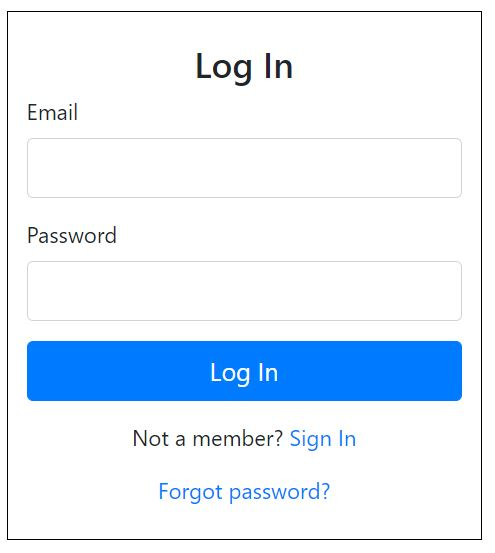 Log In
Email
Password
Log In
Not a member? Sign In
Forgot password?